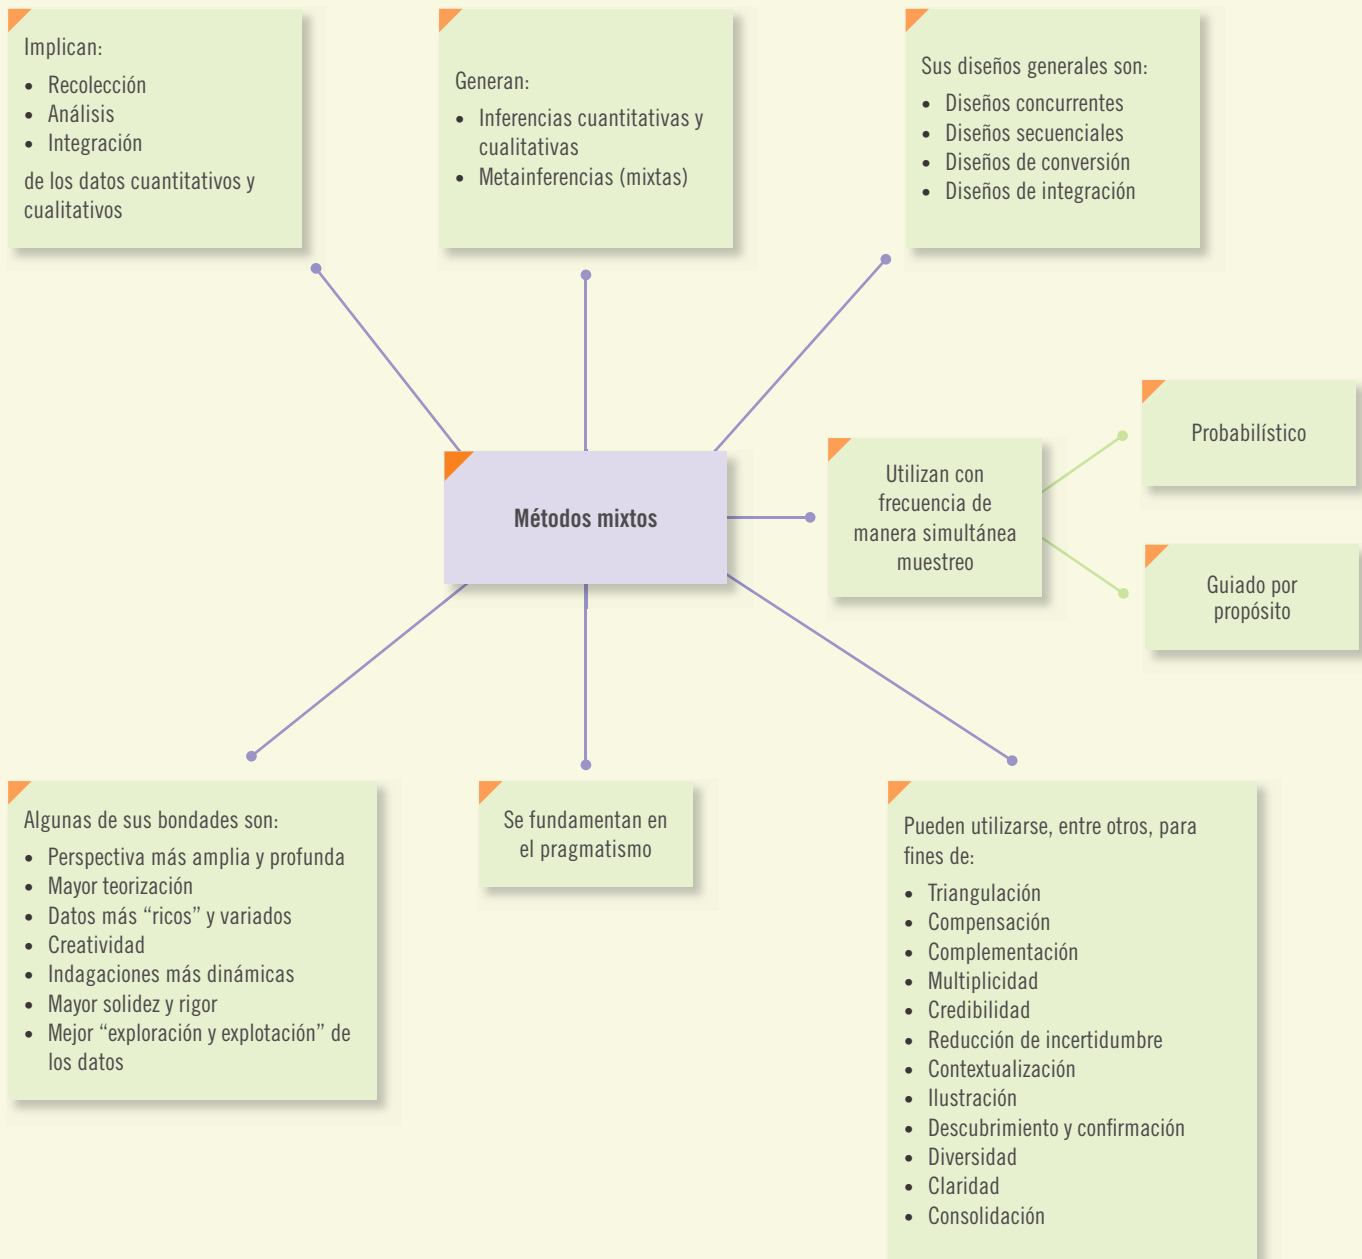 Implican:
• Recolección
• Análisis
• Integración
de los datos cuantitativos y
cualitativos
Generan:
• Inferencias cuantitativas y
cualitativas
• Metainferencias (mixtas)
Sus diseños generales son:
• Diseños concurrentes
• Diseños secuenciales
• Diseños de conversión
• Diseños de integración
Métodos mixtos
Utilizan con
frecuencia de
manera simultánea
muestreo
Probabilístico
Guiado por
propósito
Algunas de sus bondades son:
• Perspectiva más amplia y profunda
• Mayor teorización
• Datos más “ricos” y variados
• Creatividad
• Indagaciones más dinámicas
• Mayor solidez y rigor
• Mejor “exploración y explotación” de
los datos
Se fundamentan en
el pragmatismo
Pueden utilizarse, entre otros, para
fines de:
• Triangulación
• Compensación
• Complementación
• Multiplicidad
• Credibilidad
• Reducción de incertidumbre
• Contextualización
• Ilustración
• Descubrimiento y confirmación
• Diversidad
• Claridad
• Consolidación